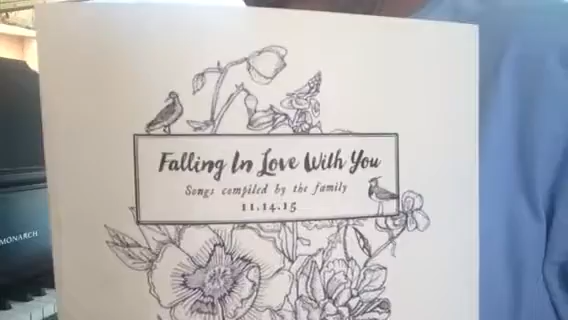 Falling In Love With You
Songs compiled by the family
11.14.15
MONARCH